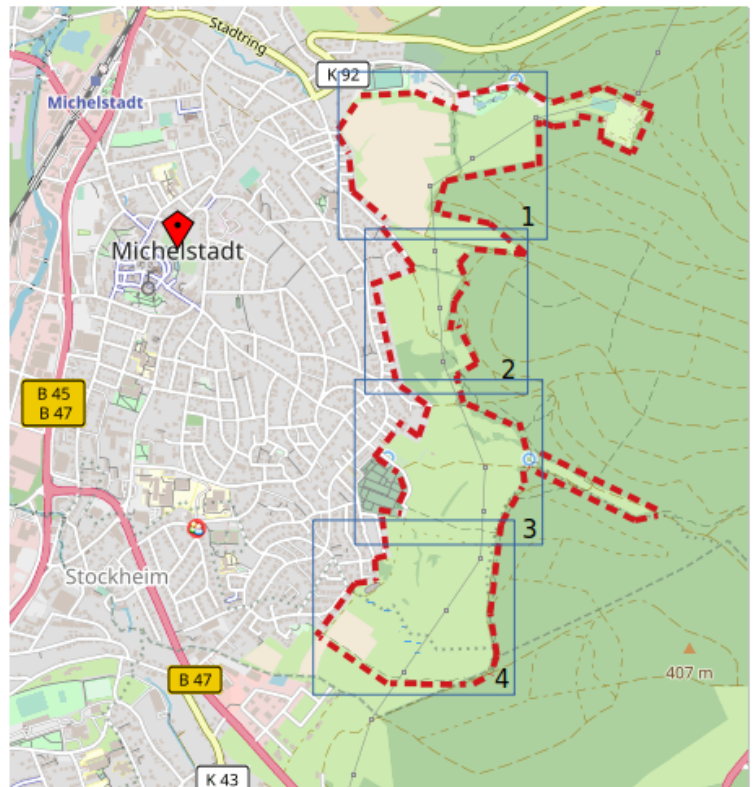 Stadtring
K 92
Michelstadt
1
Michelstadt
2
B 45
B 47
3
Stockheim
407 m
B 47
4
K 43